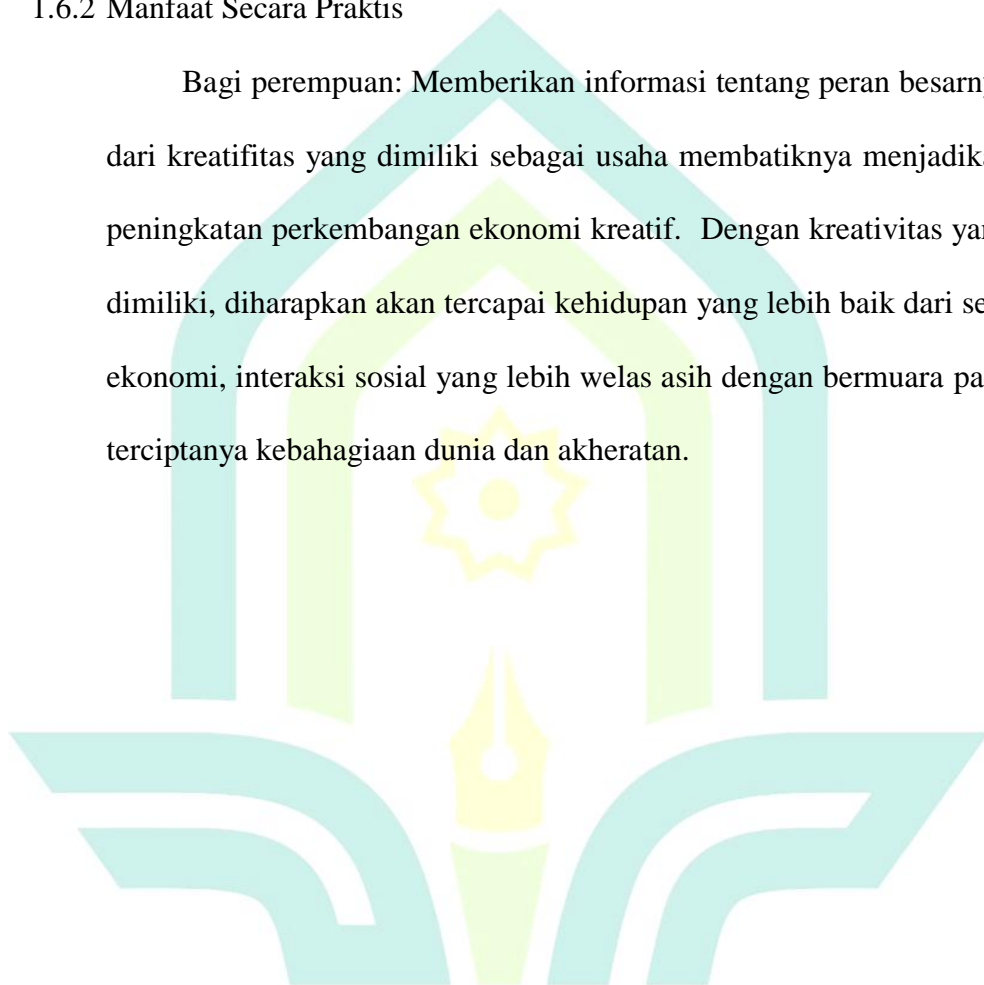 1.6.2 Manfaat Secara Praktis
Bagi perempuan: Memberikan informasi tentang peran besarny
dari kreatifitas yang dimiliki sebagai usaha membatiknya menjadika
peningkatan perkembangan ekonomi kreatif. Dengan kreativitas yan
dimiliki, diharapkan akan tercapai kehidupan yang lebih baik dari se
ekonomi, interaksi sosial yang lebih welas asih dengan bermuara pa
terciptanya kebahagiaan dunia dan akheratan.